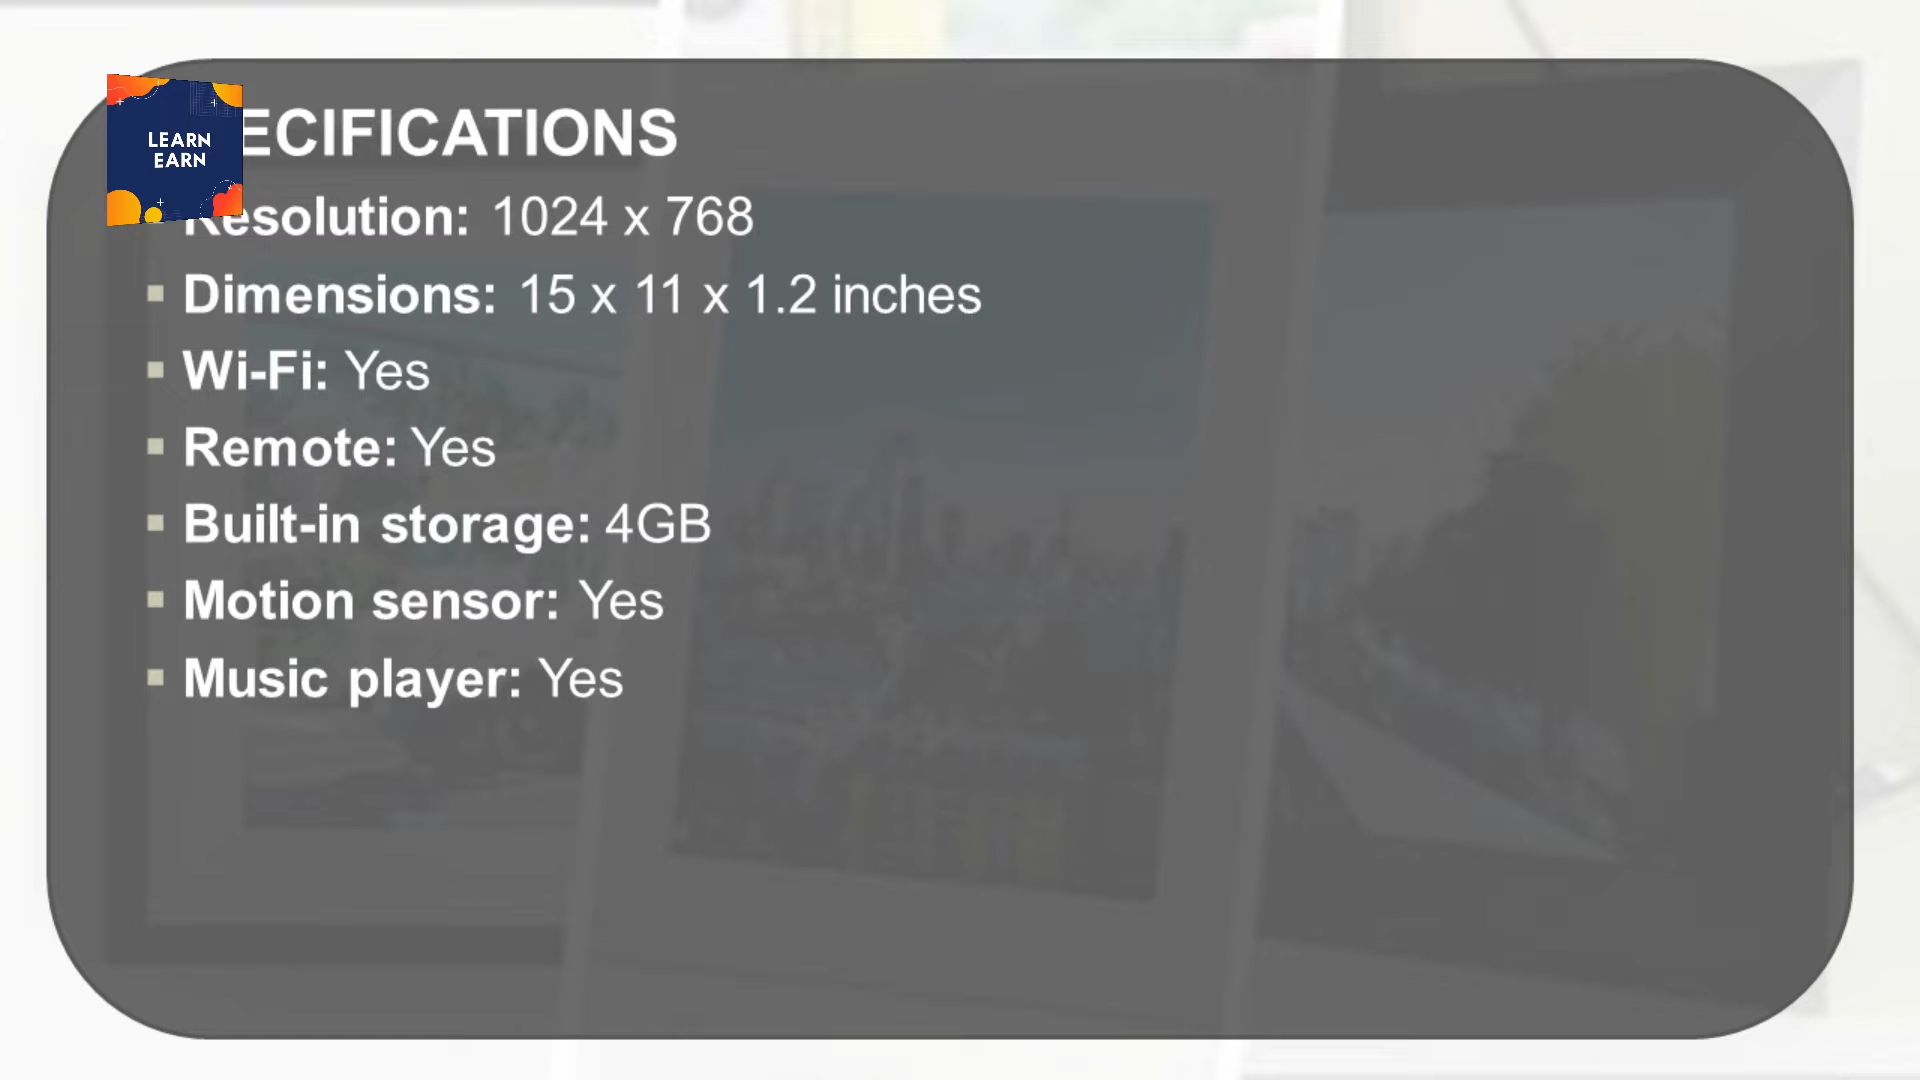 LEARN
EARN
ECIFICATIONS
Resolution: 1024 x 768
Dimensions: 15 x 11 x 1.2 inches
Wi-Fi: Yes
Remote: Yes
Built-in storage: 4GB
Motion sensor: Yes
Music player: Yes